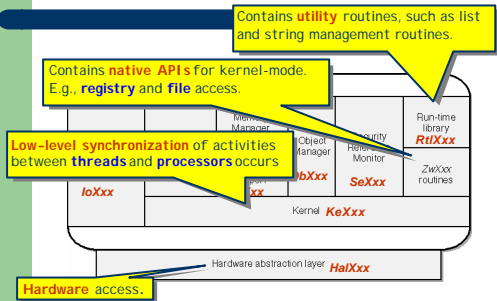 Contains utility routines, such as list
and string management routines.
Contains native APIs for kernel-mode.
E.g., registry and file access.
Manager
Run-time
library
RtlXxx
Low-level synchronization of activities
between threads and processors occurs
Object
Manager
ObXxx
Monitor
SeXxx
ZwXxx
routines
IoXxx
Kernel KeXxx
Hardware abstraction layer HalXxx
Hardware access.